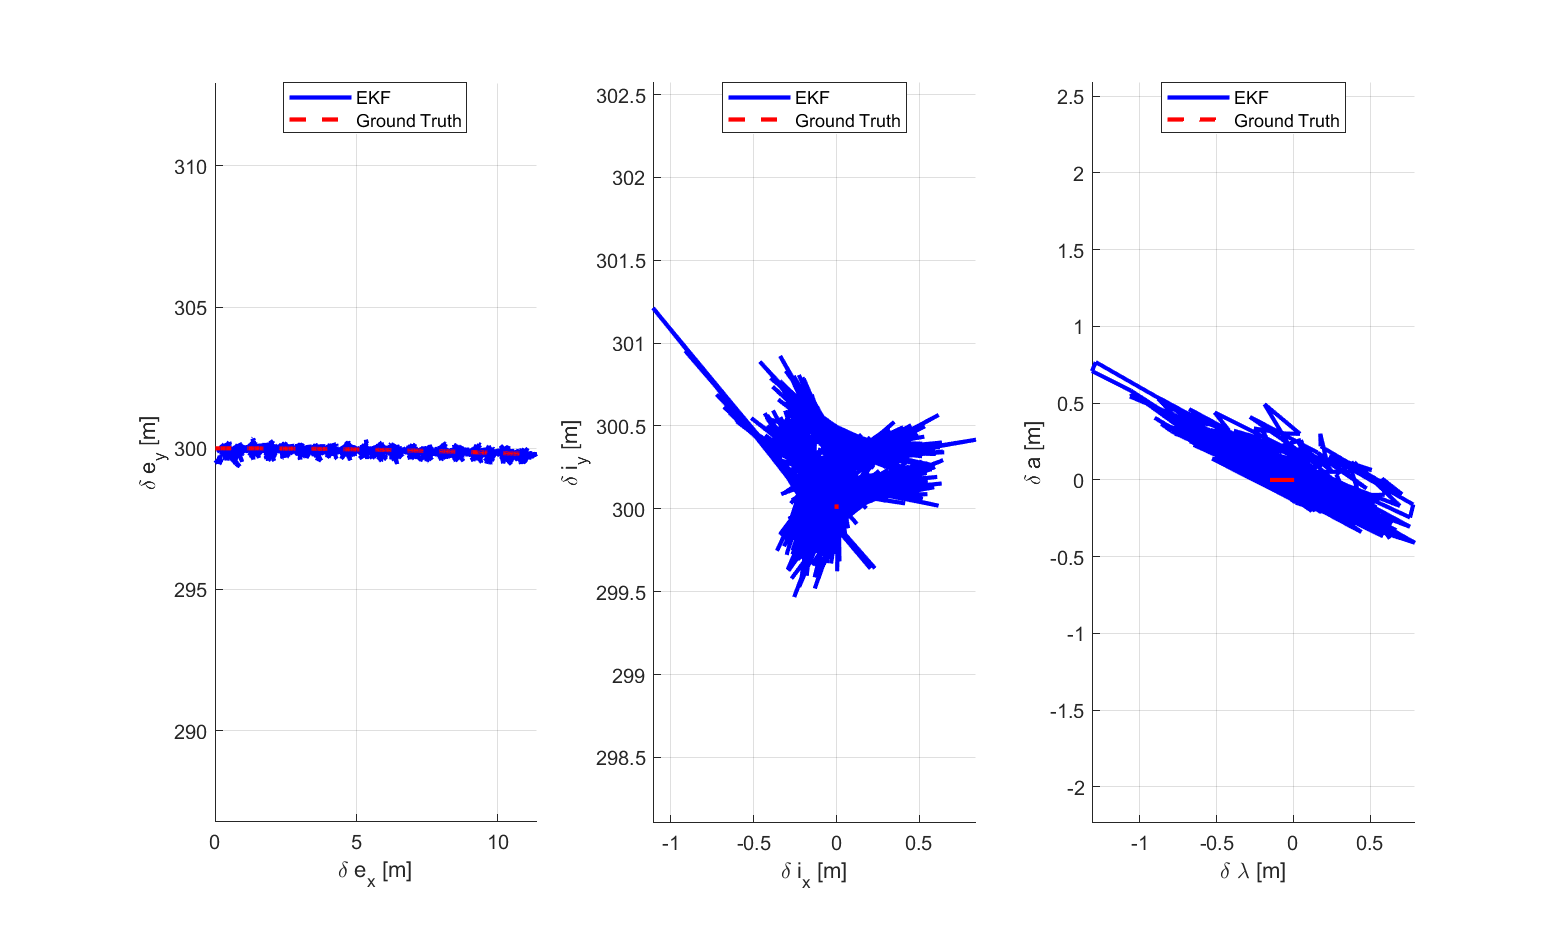 EKF
Ground Truth
310
305
300
295
290
0
5
10
δ e_y [m]
δ e_x [m]
EKF
Ground Truth
302.5
302
301.5
301
300.5
300
299.5
299
298.5
-1
-0.5
0
0.5
δ i_y [m]
δ i_x [m]
EKF
Ground Truth
2.5
2
1.5
1
0.5
0
-0.5
-1
-1.5
-2
-1
-0.5
0
0.5
δ a [m]
δ λ [m]